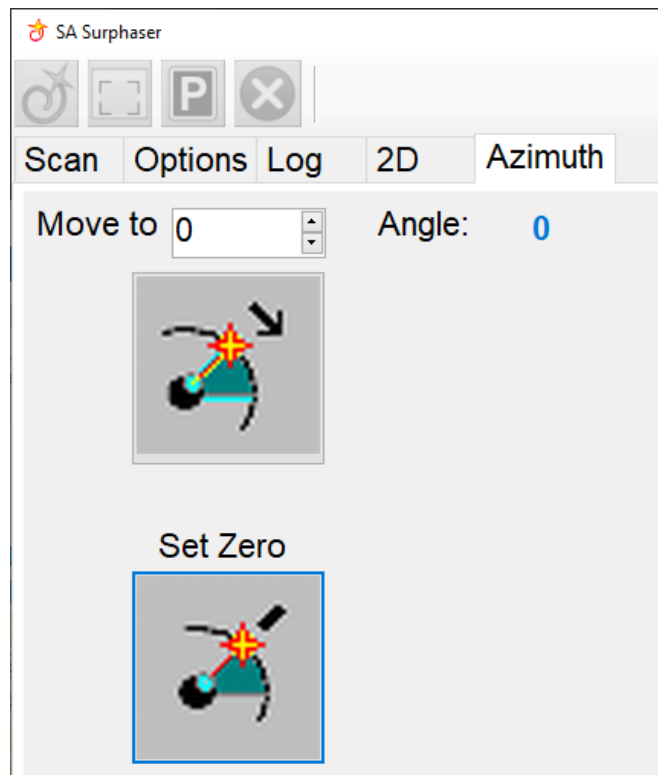 SA Surphaser
P
Scan Options Log 2D Azimuth
Move to 0 Angle: 0
Set Zero